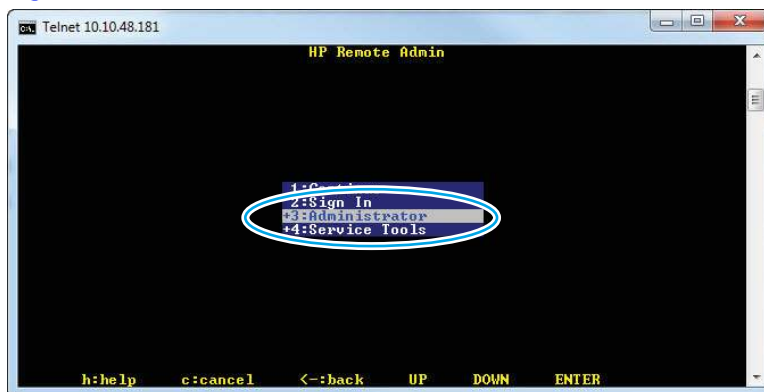 Telnet 10.10.48.181
HP Remote Admin
2:Sign In
+3:Administrator
+4:Service Tools
h:help c:cancel <-:back UP DOWN ENTER